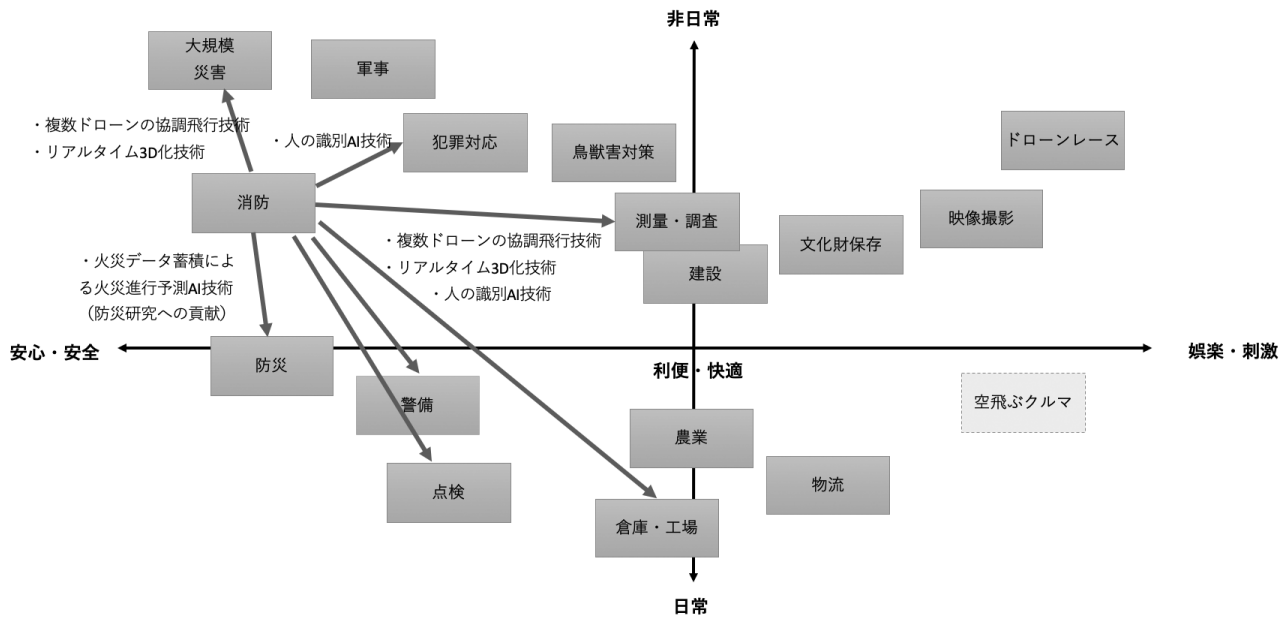 非日常
大規模
災害
軍事
・複数ドローンの協調飛行技術
・リアルタイム3D化技術
・人の識別AI技術
犯罪対応
鳥獣害対策
ドローンレース
消防
測量・調査
映像撮影
文化財保存
・複数ドローンの協調飛行技術
・リアルタイム3D化技術
・人の識別AI技術
建設
・火災データ蓄積によ
る火災進行予測AI技術
（防災研究への貢献）
安心・安全
娯楽・刺激
防災
利便・快適
警備
空飛ぶクルマ
農業
点検
物流
倉庫・工場
日常